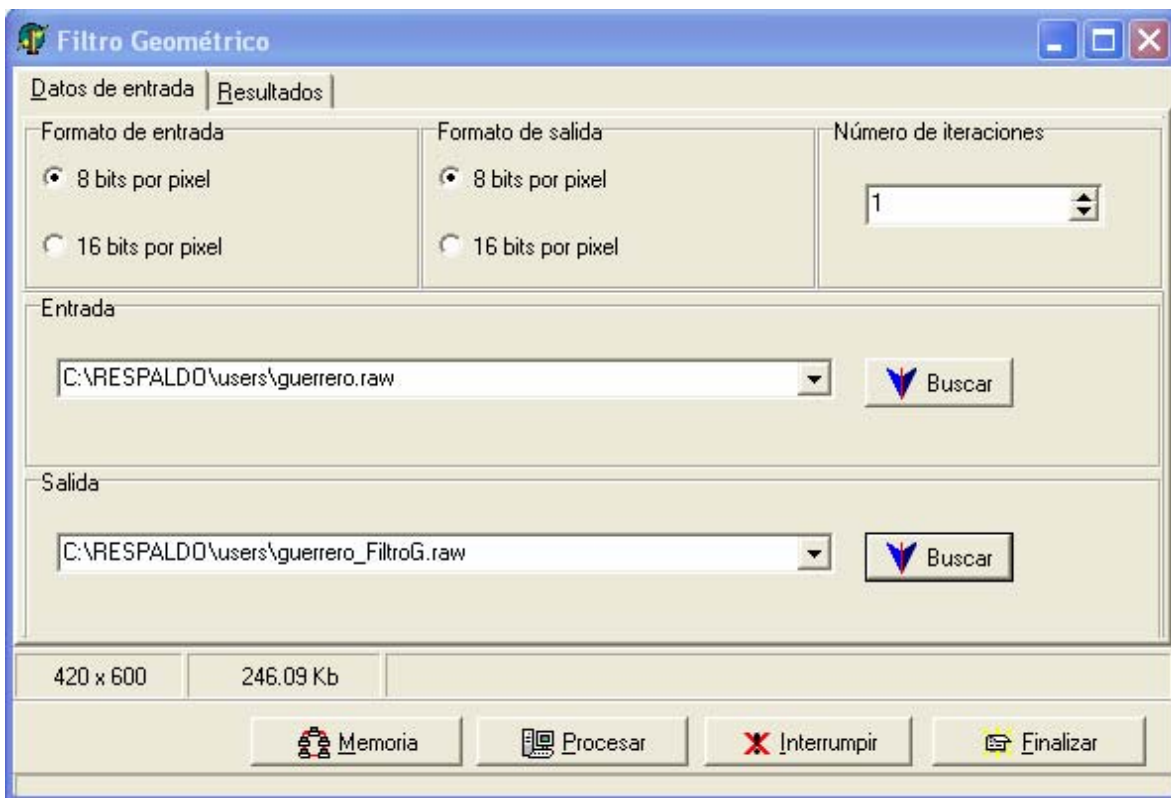 Filtro Geométrico
Datos de entrada Resultados
Formato de entrada Formato de salida Número de iteraciones
8 bits por pixel 8 bits por pixel 1
16 bits por pixel 16 bits por pixel
Entrada
C:\RESPALDO\users\guerrero.raw Buscar
Salida
C:\RESPALDO\users\guerrero_FiltroG.raw Buscar
420 x 600 246.09 Kb
Memoria Procesar Interrumpir Finalizar